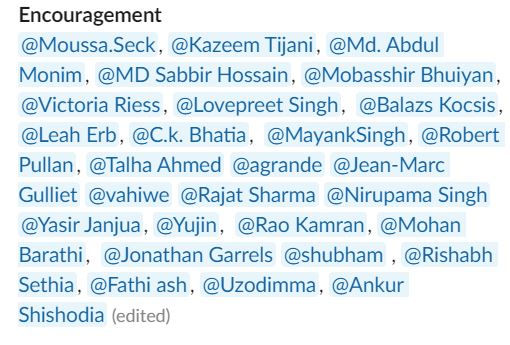 Encouragement
@Moussa.Seck, @Kazeem Tijani, @Md. Abdul
Monim, @MD Sabbir Hossain, @Mobasshir Bhuiyan,
@Victoria Riess, @Lovepreet Singh, @Balazs Kocsis,
@Leah Erb, @C.k. Bhatia, @MayankSingh, @Robert
Pullan, @Talha Ahmed @agrande @Jean-Marc
Gulliet @vahiwe @Rajat Sharma @Nirupama Singh
@Yasir Janjua, @Yujin, @Rao Kamran, @Mohan
Barathi, @Jonathan Garrels @shubham , @Rishabh
Sethia, @Fathi ash, @Uzodimma, @Ankur
Shishodia (edited)